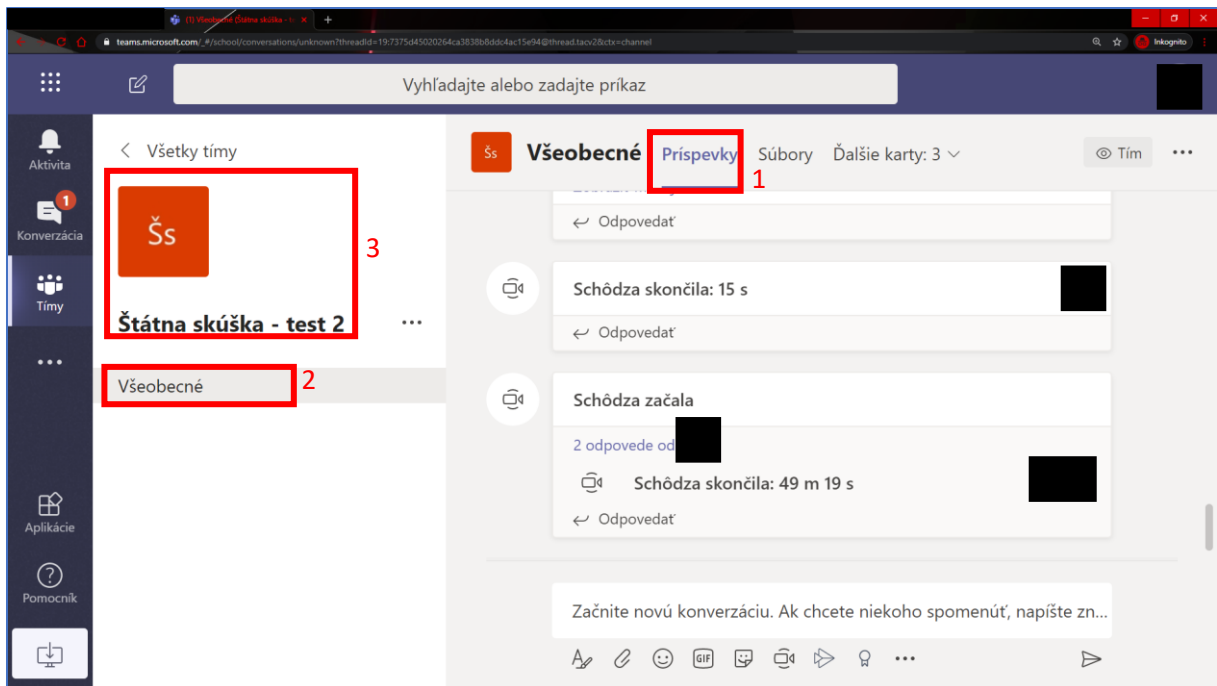 (1) Všeobecné (Štátna skúška - te
teams.microsoft.com/_#/school/conversations/unknown?threadId=19:7375d45020264ca3838b8ddc4ac15e94@thread.tacv2&ctx=channel
Inkognito
Vyhľadajte alebo zadajte príkaz
Aktivita
1
Konverzácia
Tímy
Aplikácie
Pomocník
Všetky tímy
Šs
3
Štátna skúška - test 2
Všeobecné
2
Šs Všeobecné Príspevky Súbory Ďalšie karty: 3 Tím
1
Odpovedať
Schôdza skončila: 15 s
Odpovedať
Schôdza začala
2 odpovede od
Schôdza skončila: 49 m 19 s
Odpovedať
Začnite novú konverzáciu. Ak chcete niekoho spomenúť, napíšte zn...
GIF